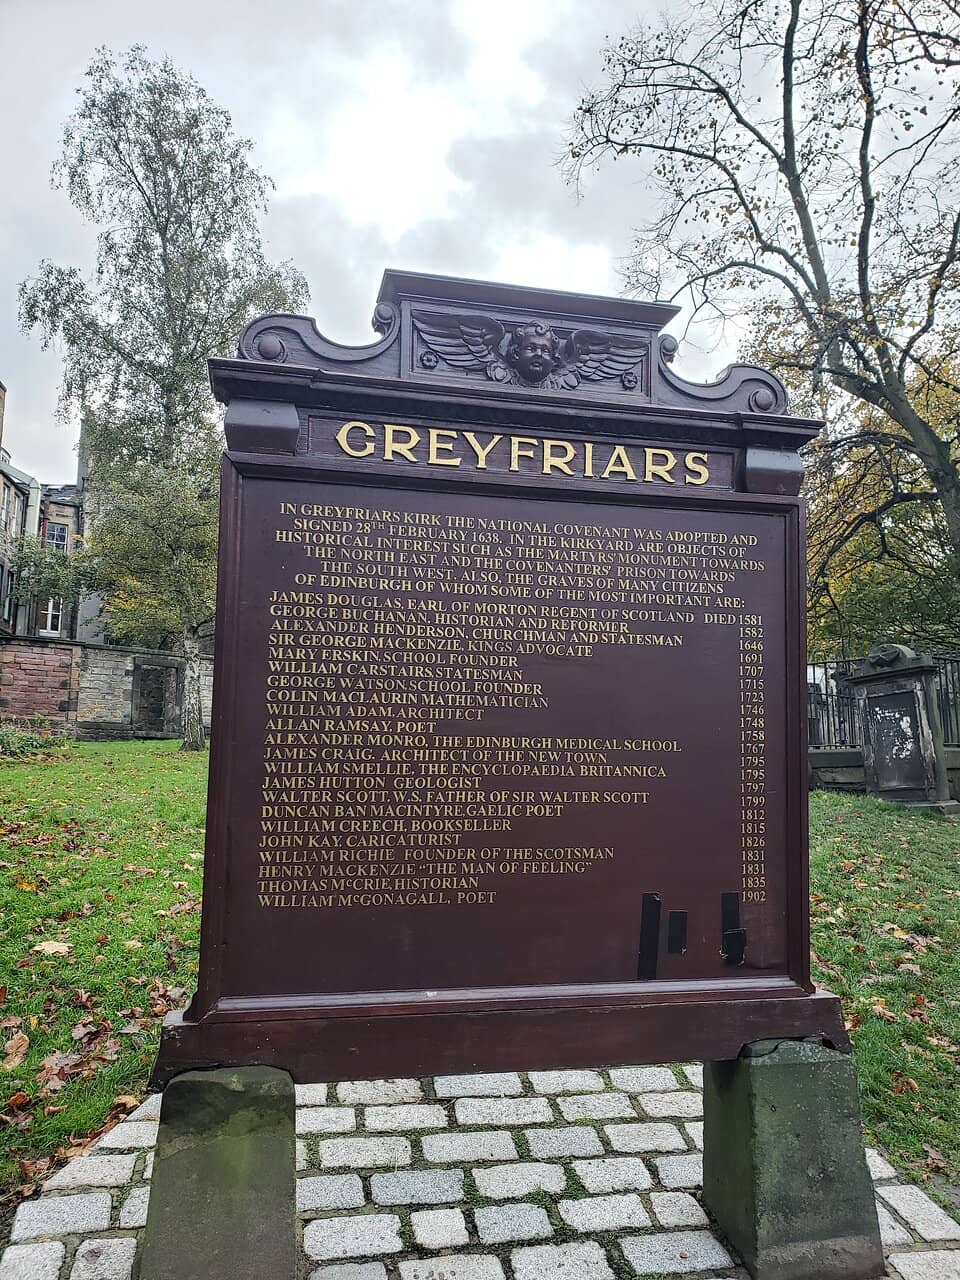 GREYFRIARS
IN GREYFRIARS KIRK THE NATIONAL COVENANT WAS ADOPTED AND
SIGNED 28TH FEBRUARY 1638. IN THE KIRKYARD ARE OBJECTS OF
HISTORICAL INTEREST SUCH AS THE MARTYRS' MONUMENT TOWARDS
THE NORTH EAST AND THE COVENANTERS' PRISON TOWARDS
THE SOUTH WEST. ALSO, THE GRAVES OF MANY CITIZENS
OF EDINBURGH OF WHOM SOME OF THE MOST IMPORTANT ARE:
JAMES DOUGLAS, EARL OF MORTON REGENT OF SCOTLAND DIED 1581
GEORGE BUCHANAN, HISTORIAN AND REFORMER 1582
ALEXANDER HENDERSON, CHURCHMAN AND STATESMAN 1646
SIR GEORGE MACKENZIE, KINGS ADVOCATE 1691
MARY ERSKIN, SCHOOL FOUNDER 1707
WILLIAM CARSTAIRS, STATESMAN 1715
GEORGE WATSON, SCHOOL FOUNDER 1723
COLIN MACLAURIN MATHEMATICIAN 1746
WILLIAM ADAM, ARCHITECT 1748
ALLAN RAMSAY, POET 1758
ALEXANDER MONRO, THE EDINBURGH MEDICAL SCHOOL 1767
JAMES CRAIG, ARCHITECT OF THE NEW TOWN 1795
WILLIAM SMELLIE, THE ENCYCLOPAEDIA BRITANNICA 1795
JAMES HUTTON GEOLOGIST 1797
WALTER SCOTT, W.S. FATHER OF SIR WALTER SCOTT 1799
DUNCAN BAN MACINTYRE, GAELIC POET 1812
WILLIAM CREECH, BOOKSELLER 1815
JOHN KAY, CARICATURIST 1826
WILLIAM RICHIE FOUNDER OF THE SCOTSMAN 1831
HENRY MACKENZIE "THE MAN OF FEELING" 1831
THOMAS McCRIE, HISTORIAN 1835
WILLIAM McGONAGALL, POET 1902